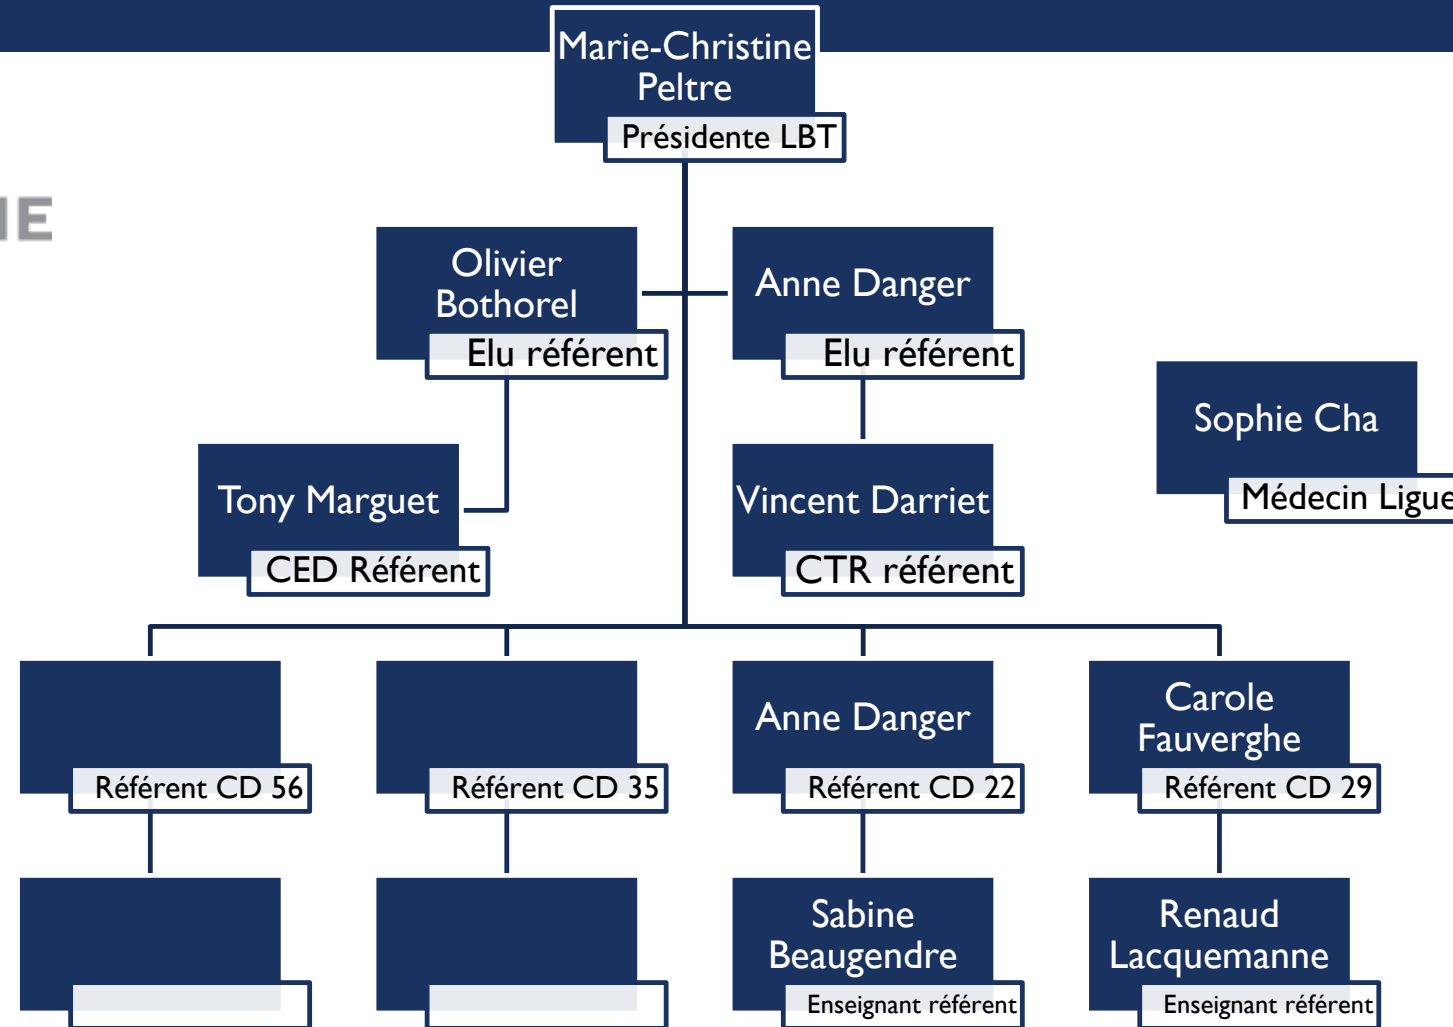 Marie-Christine
Peltre
Présidente LBT
IE
Olivier
Bothorel
Elu référent
Anne Danger
Elu référent
Sophie Cha
Médecin Ligue
Tony Marguet
CED Référent
Vincent Darriet
CTR référent
Référent CD 56
Référent CD 35
Anne Danger
Référent CD 22
Carole
Fauverghe
Référent CD 29
Sabine
Beaugendre
Enseignant référent
Renaud
Lacquemanne
Enseignant référent